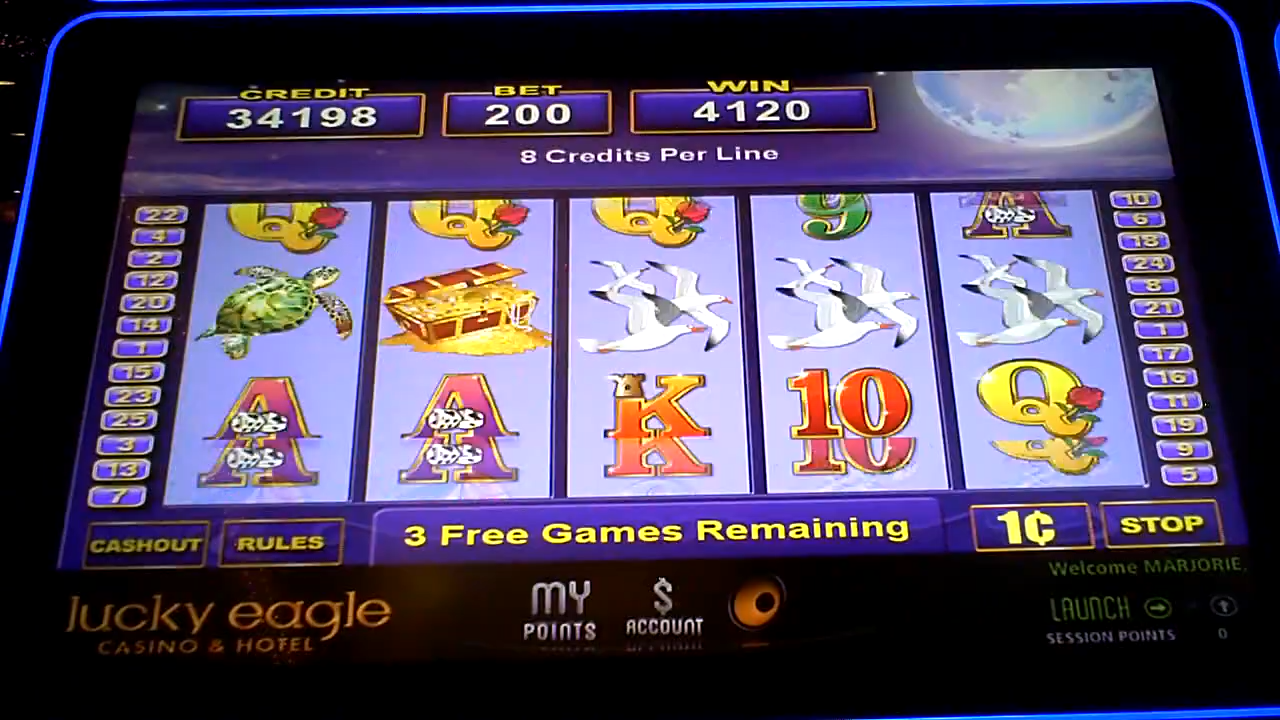 CREDIT BET WIN
34198 200 4120
8 Credits Per Line
22 10
4 6
2 18
12 24
20 8
14 21
1 1
15 17
23 16
25 11
3 19
13 9
7 5
Q Q Q 9 A
A A K 10 Q
CASHOUT RULES 3 Free Games Remaining 1¢ STOP
Welcome MARJORIE,
lucky eagle MY $ LAUNCH
CASINO & HOTEL POINTS ACCOUNT SESSION POINTS 0